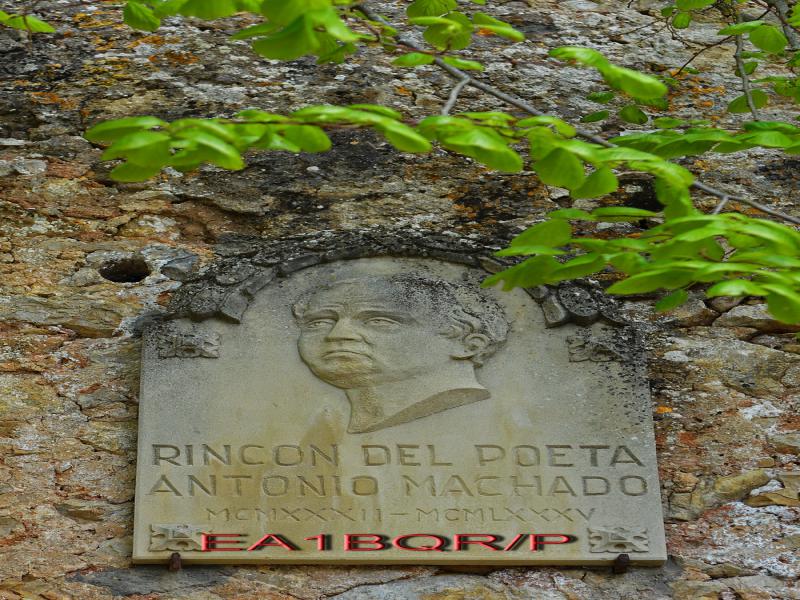 RINCON DEL POETA
ANTONIO MACHADO
MCMXXXII – MCMLXXXV
EA1BQR/P